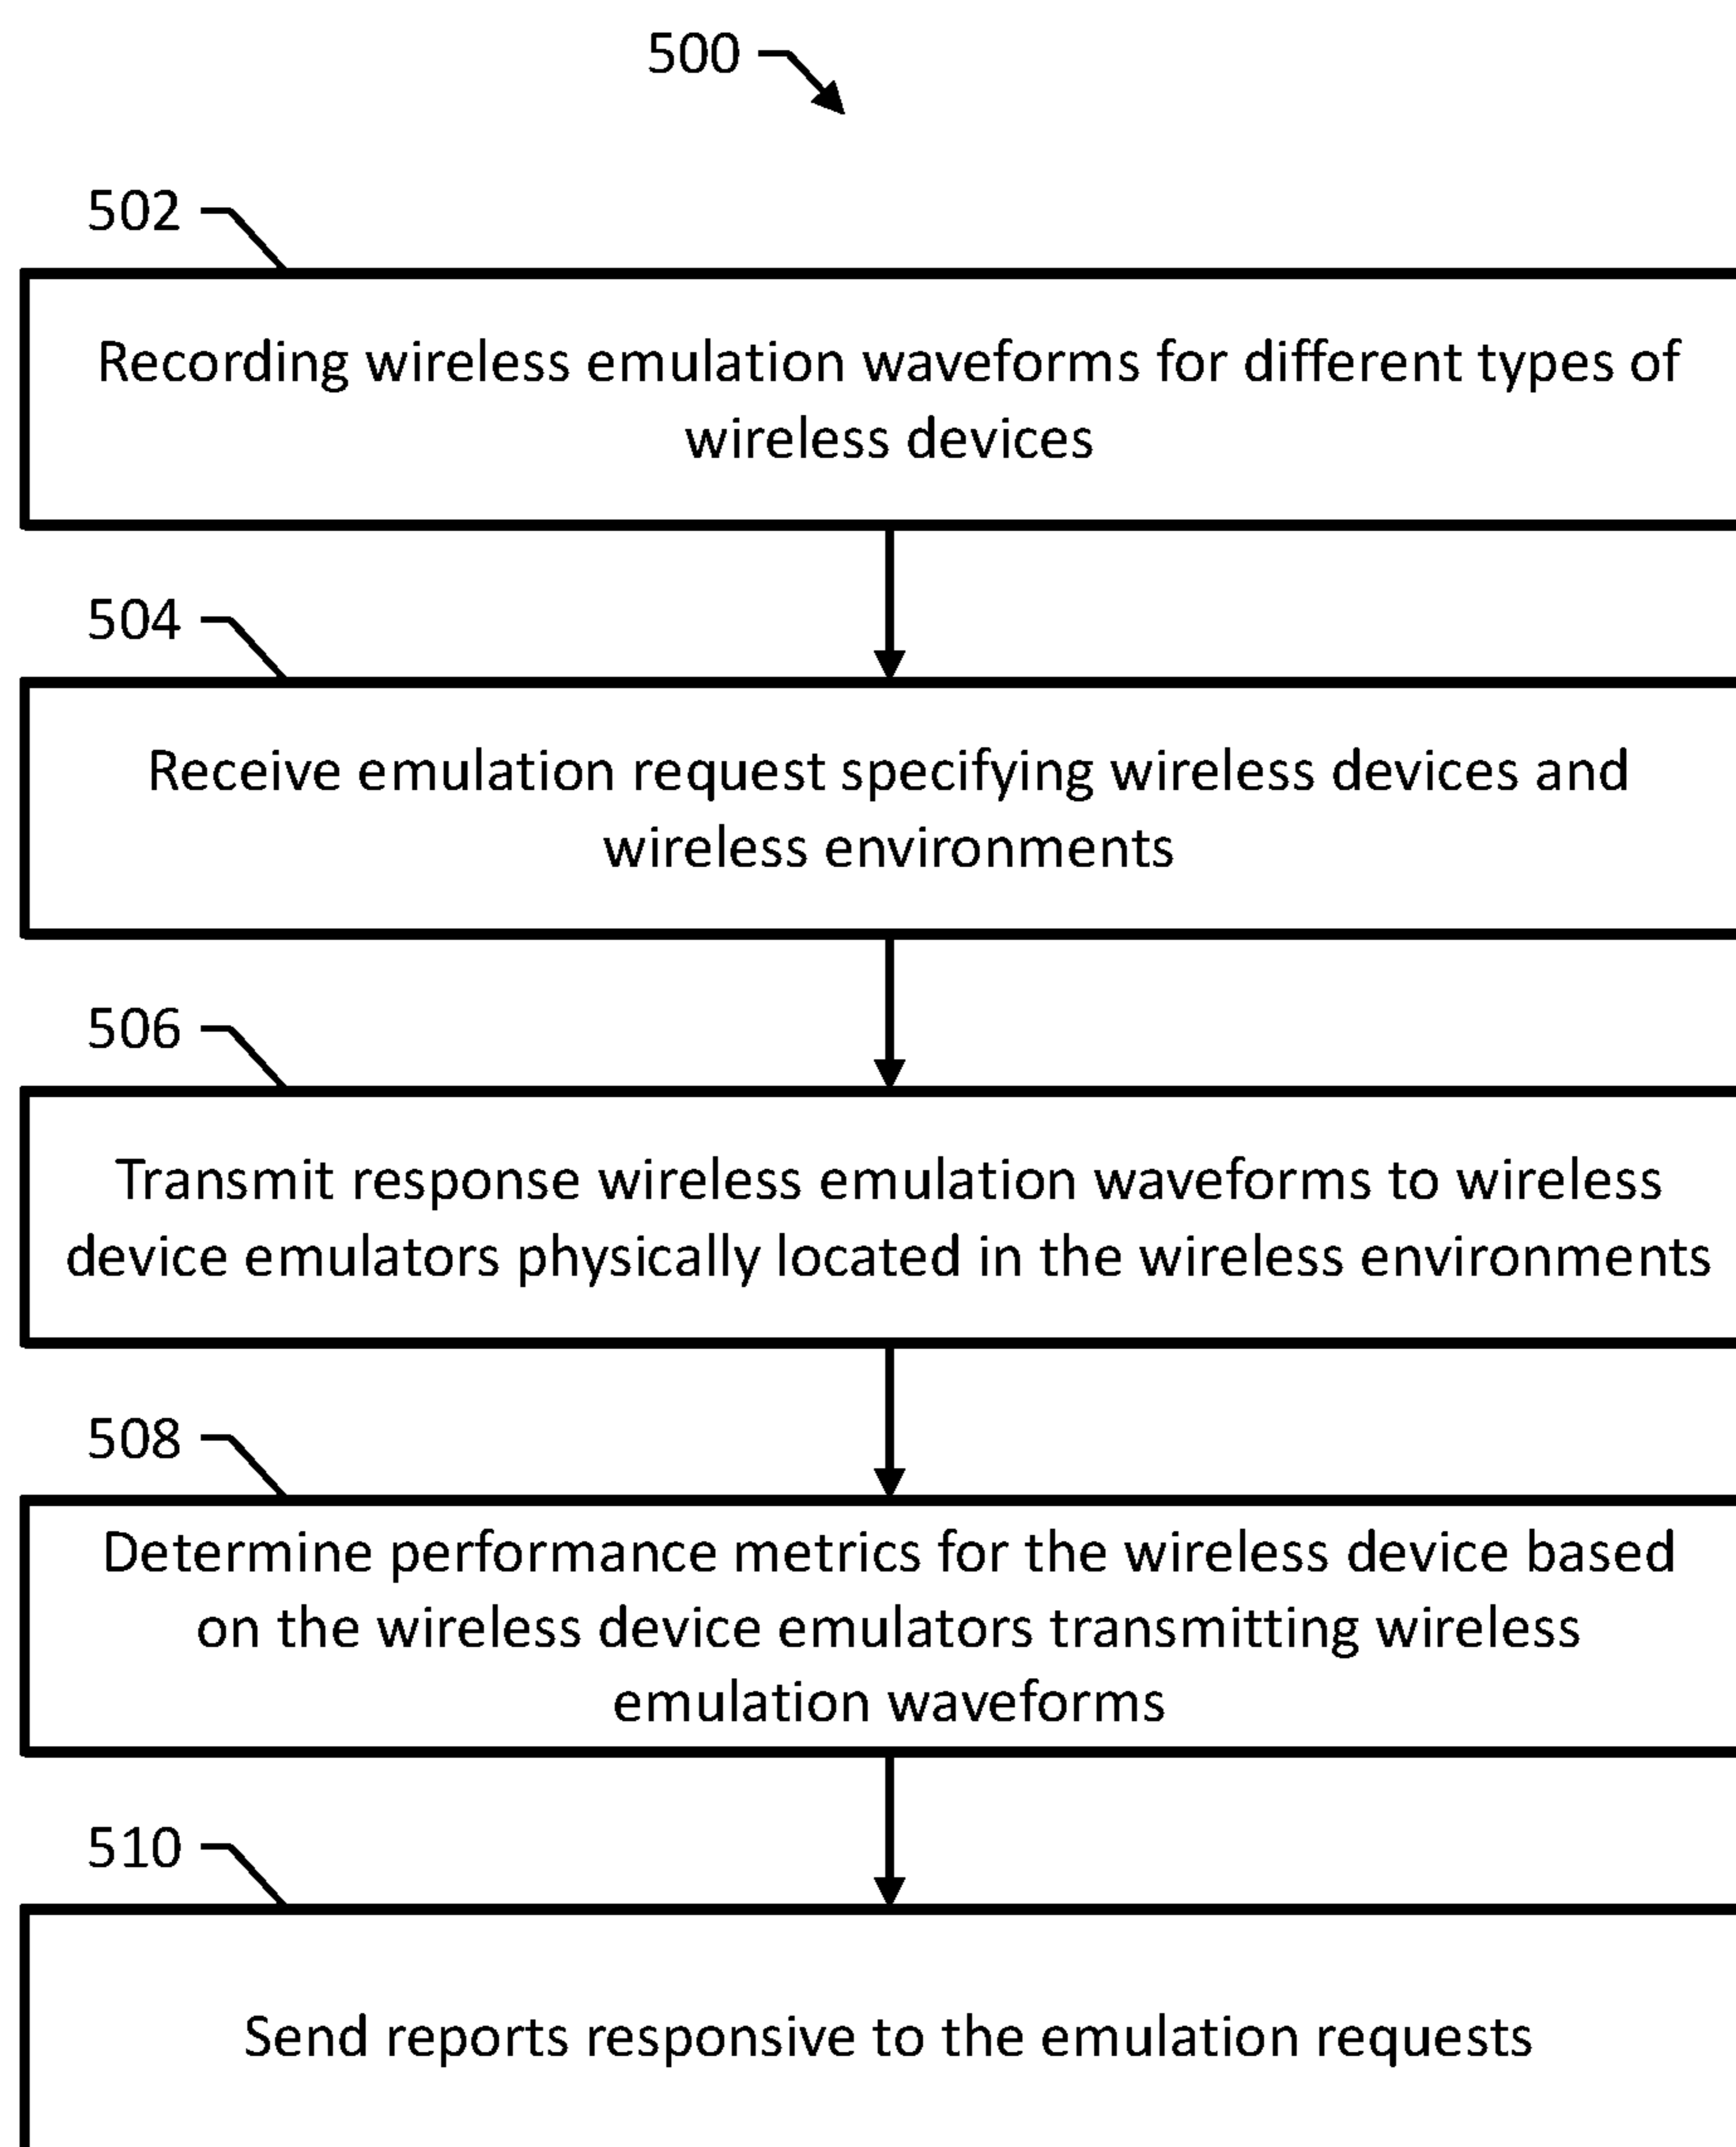 500
502
Recording wireless emulation waveforms for different types of
wireless devices
504
Receive emulation request specifying wireless devices and
wireless environments
506
Transmit response wireless emulation waveforms to wireless
device emulators physically located in the wireless environments
508
Determine performance metrics for the wireless device based
on the wireless device emulators transmitting wireless
emulation waveforms
510
Send reports responsive to the emulation requests